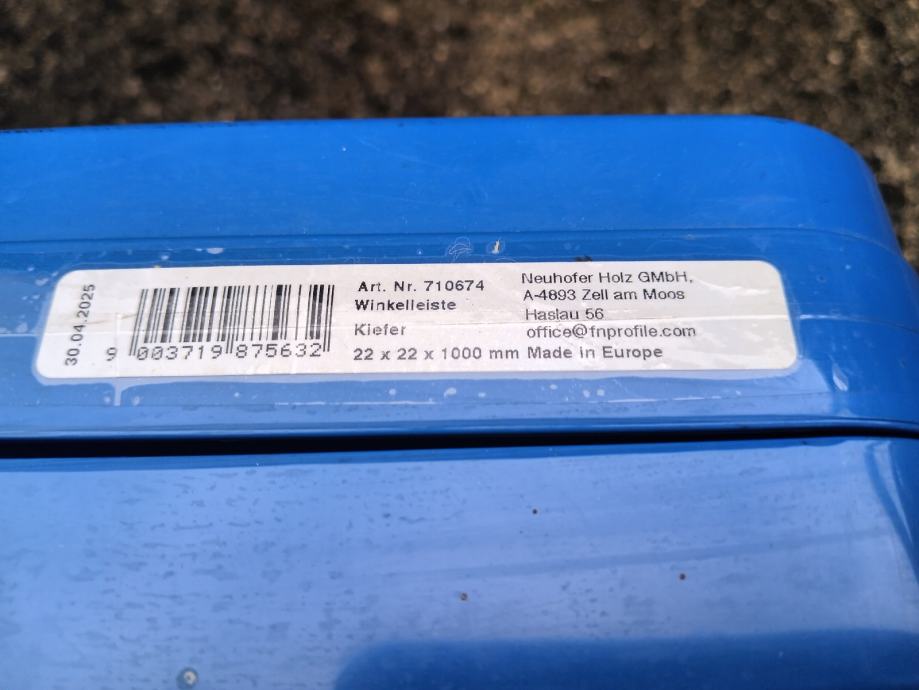 30.04.2025
9 003719 875632
Art. Nr. 710674
Winkelleiste
Kiefer
22 x 22 x 1000 mm
Neuhofer Holz GMbH,
A-4893 Zell am Moos
Haslau 56
office@fnprofile.com
Made in Europe